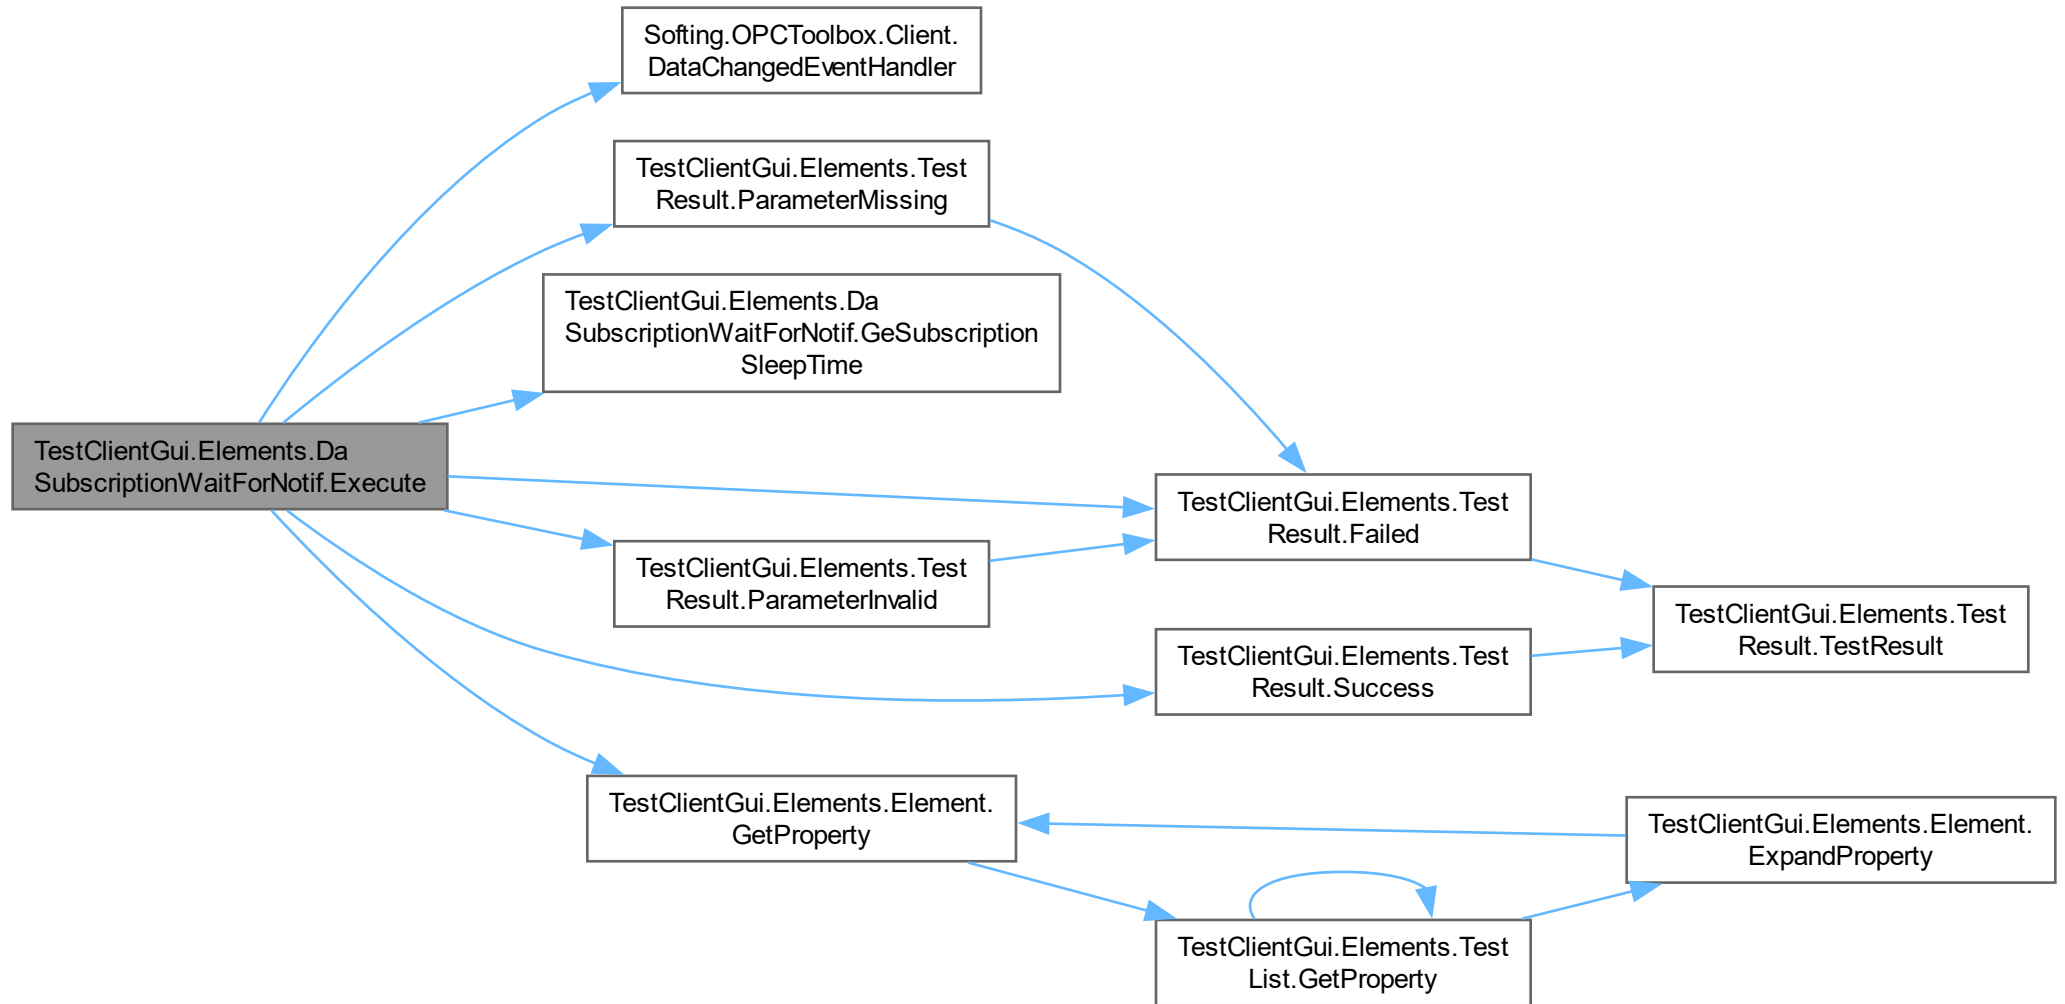 Softing.OPCToolbox.Client.
DataChangedEventHandler
TestClientGui.Elements.Test
Result.ParameterMissing
TestClientGui.Elements.Da
SubscriptionWaitForNotif.GeSubscription
SleepTime
TestClientGui.Elements.Da
SubscriptionWaitForNotif.Execute
TestClientGui.Elements.Test
Result.Failed
TestClientGui.Elements.Test
Result.ParameterInvalid
TestClientGui.Elements.Test
Result.TestResult
TestClientGui.Elements.Test
Result.Success
TestClientGui.Elements.Element.
GetProperty
TestClientGui.Elements.Element.
ExpandProperty
TestClientGui.Elements.Test
List.GetProperty